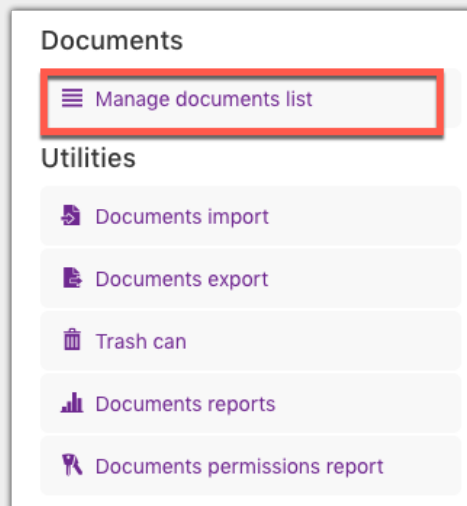 Documents
Manage documents list
Utilities
Documents import
Documents export
Trash can
Documents reports
Documents permissions report